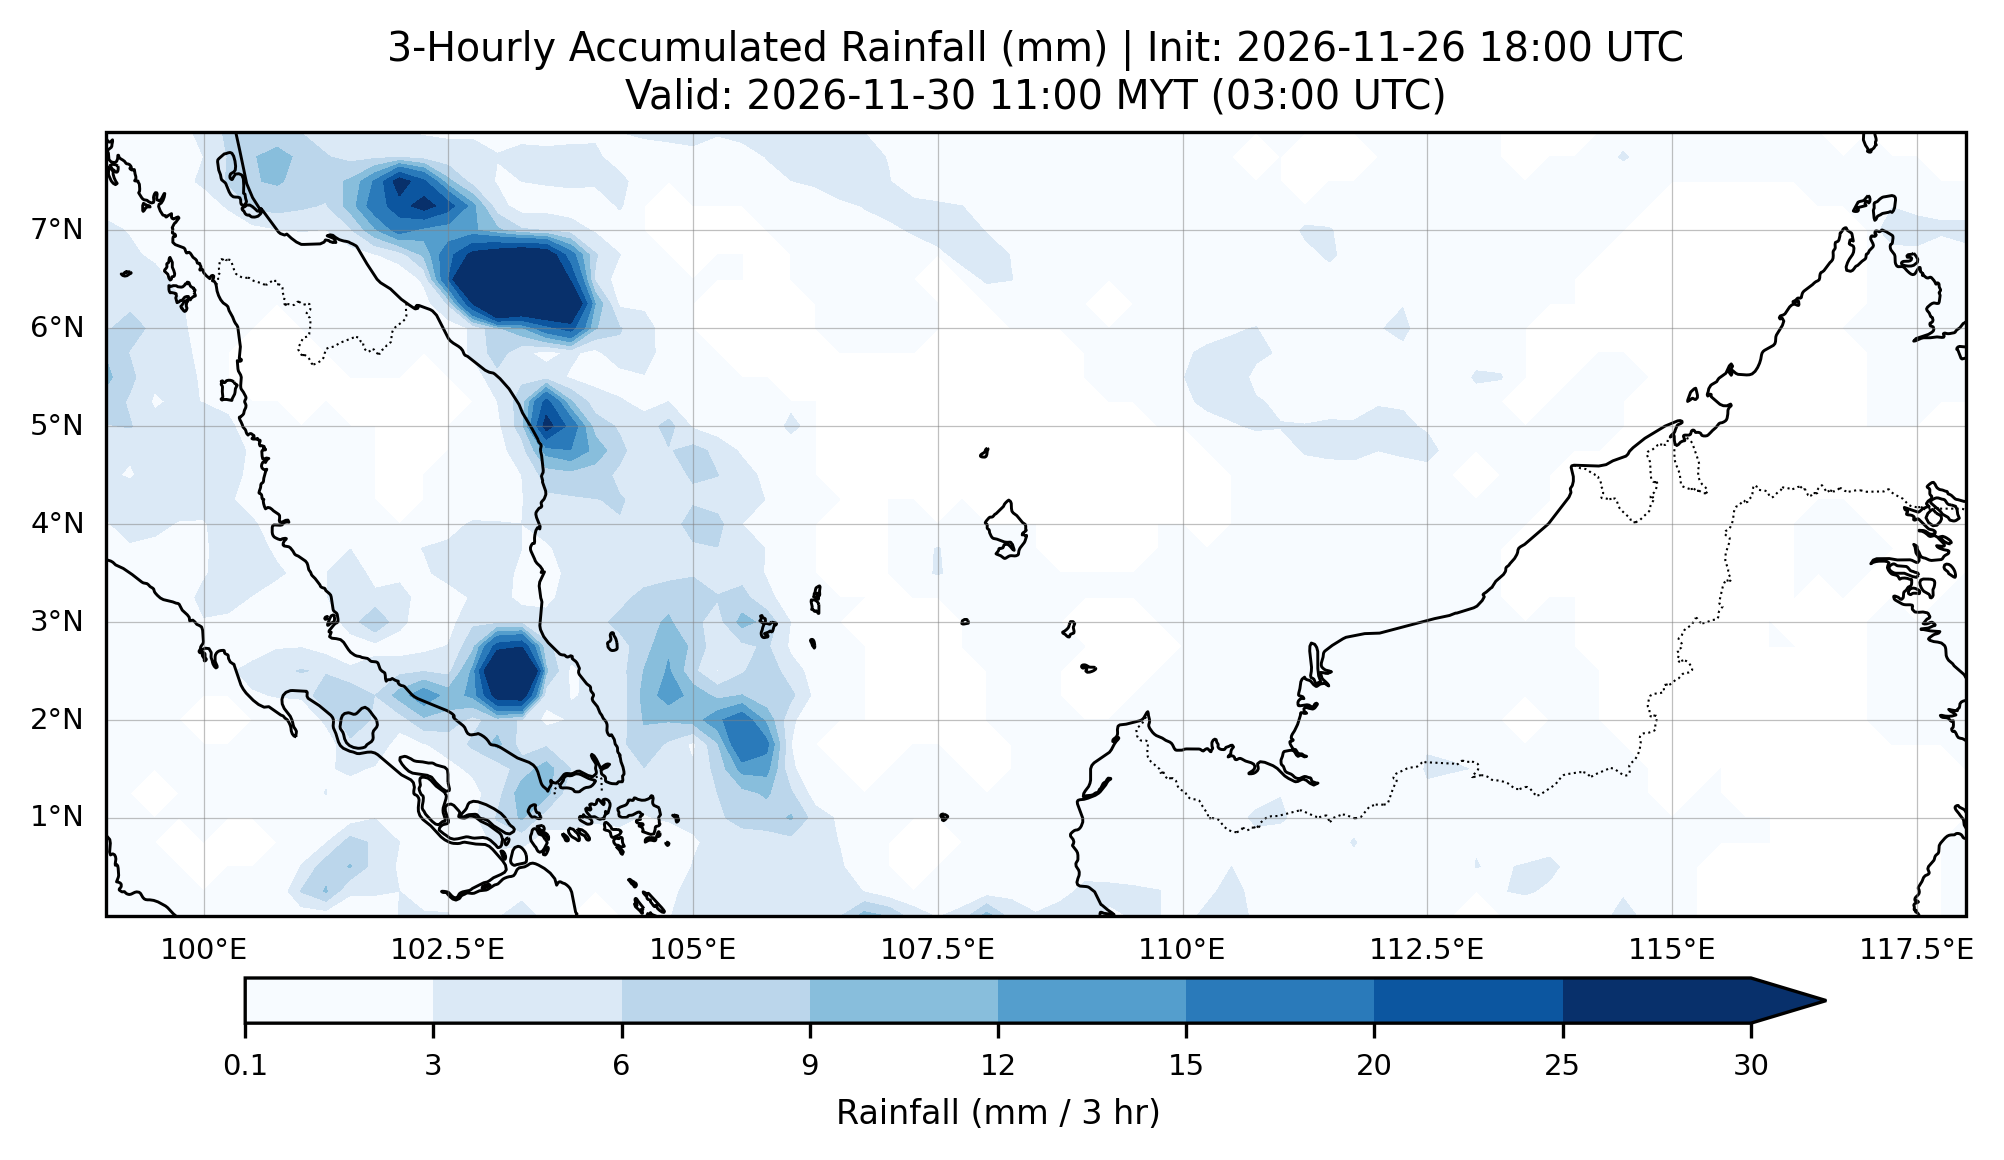 3-Hourly Accumulated Rainfall (mm) | Init: 2026-11-26 18:00 UTC
Valid: 2026-11-30 11:00 MYT (03:00 UTC)
7°N
6°N
5°N
4°N
3°N
2°N
1°N
100°E 102.5°E 105°E 107.5°E 110°E 112.5°E 115°E 117.5°E
0.1 3 6 9 12 15 20 25 30
Rainfall (mm / 3 hr)